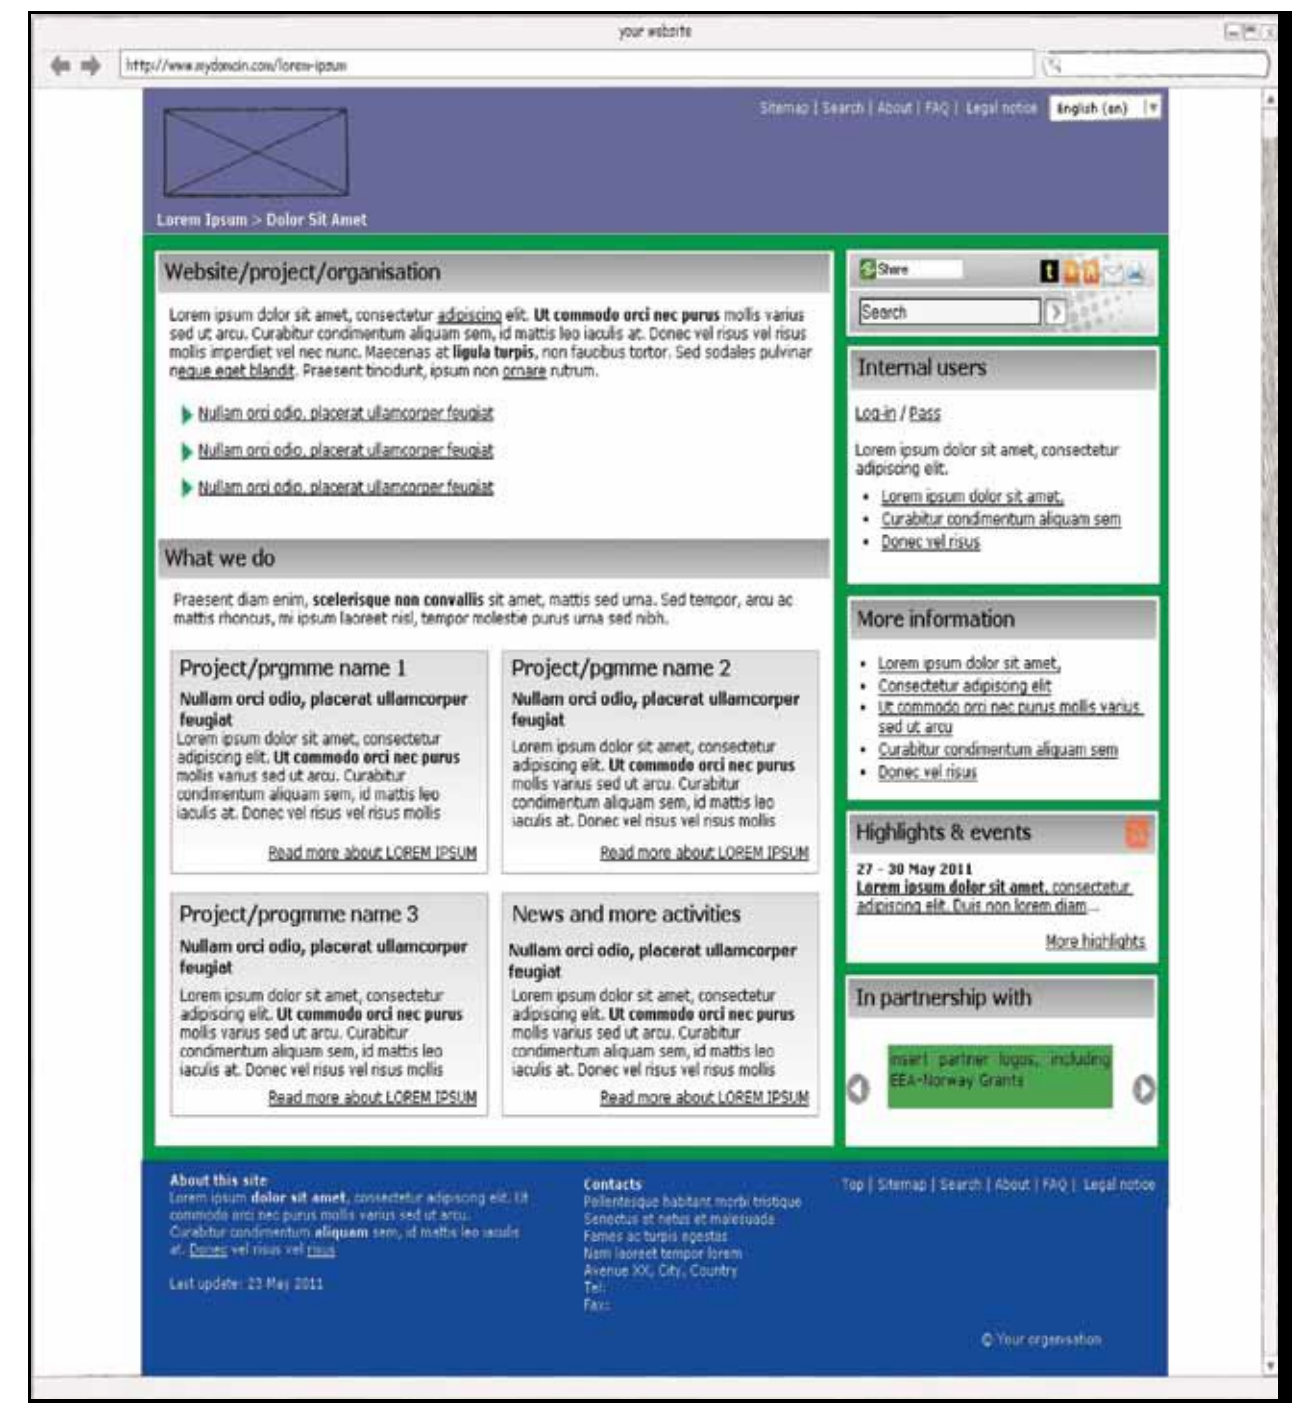 your website
http://www.mydomain.com/lorem-ipsum
Sitemap | Search | About | FAQ | Legal notice
English (en)
Lorem Ipsum > Dolor Sit Amet
Website/project/organisation
Lorem ipsum dolor sit amet, consectetur adipiscing elit. Ut commodo orci nec purus mollis varius
sed ut arcu. Curabitur condimentum aliquam sem, id mattis leo iaculis at. Donec vel risus vel risus
mollis imperdiet vel nec nunc. Maecenas at ligula turpis, non faucibus tortor. Sed sodales pulvinar
neque eget blandit. Praesent tincidunt, ipsum non ornare rutrum.
Nullam orci odio, placerat ullamcorper feugiat
Nullam orci odio, placerat ullamcorper feugiat
Nullam orci odio, placerat ullamcorper feugiat
What we do
Praesent diam enim, scelerisque non convallis sit amet, mattis sed urna. Sed tempor, arcu ac
mattis rhoncus, mi ipsum laoreet nisl, tempor molestie purus urna sed nibh.
Project/prgmme name 1
Nullam orci odio, placerat ullamcorper
feugiat
Lorem ipsum dolor sit amet, consectetur
adipiscing elit. Ut commodo orci nec purus
mollis varius sed ut arcu. Curabitur
condimentum aliquam sem, id mattis leo
iaculis at. Donec vel risus vel risus mollis
Read more about LOREM IPSUM
Project/pgmme name 2
Nullam orci odio, placerat ullamcorper
feugiat
Lorem ipsum dolor sit amet, consectetur
adipiscing elit. Ut commodo orci nec purus
mollis varius sed ut arcu. Curabitur
condimentum aliquam sem, id mattis leo
iaculis at. Donec vel risus vel risus mollis
Read more about LOREM IPSUM
Project/progmme name 3
Nullam orci odio, placerat ullamcorper
feugiat
Lorem ipsum dolor sit amet, consectetur
adipiscing elit. Ut commodo orci nec purus
mollis varius sed ut arcu. Curabitur
condimentum aliquam sem, id mattis leo
iaculis at. Donec vel risus vel risus mollis
Read more about LOREM IPSUM
News and more activities
Nullam orci odio, placerat ullamcorper
feugiat
Lorem ipsum dolor sit amet, consectetur
adipiscing elit. Ut commodo orci nec purus
mollis varius sed ut arcu. Curabitur
condimentum aliquam sem, id mattis leo
iaculis at. Donec vel risus vel risus mollis
Read more about LOREM IPSUM
Share
t
Search
Internal users
Log-in / Pass
Lorem ipsum dolor sit amet, consectetur
adipiscing elit.
• Lorem ipsum dolor sit amet,
• Curabitur condimentum aliquam sem
• Donec vel risus
More information
• Lorem ipsum dolor sit amet,
• Consectetur adipiscing elit
• Ut commodo orci nec purus mollis varius
sed ut arcu
• Curabitur condimentum aliquam sem
• Donec vel risus
Highlights & events
27 - 30 May 2011
Lorem ipsum dolor sit amet, consectetur
adipiscing elit. Duis non lorem diam...
More highlights
In partnership with
insert partner logos, including
EEA-Norway Grants
About this site
Lorem ipsum dolor sit amet, consectetur adipiscing elit. Ut
commodo orci nec purus mollis varius sed ut arcu.
Curabitur condimentum aliquam sem, id mattis leo iaculis
at. Donec vel risus vel risus
Last update: 23 May 2011
Contacts
Pellentesque habitant morbi tristique
Senectus et netus et malesuada
Fames ac turpis egestas
Nam laoreet tempor lorem
Avenue XX, City, Country
Tel:
Fax:
Top | Sitemap | Search | About | FAQ | Legal notice
© Your organisation